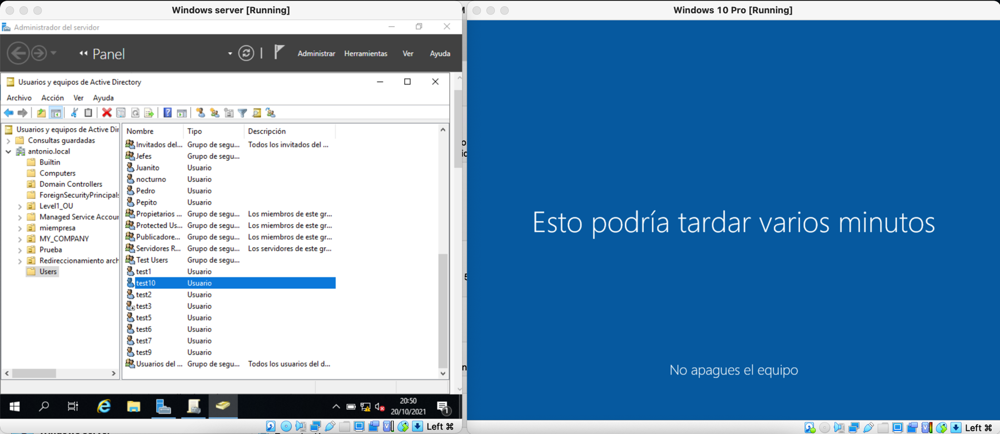 Windows server [Running]
Administrador del servidor
Panel
Administrar Herramientas Ver Ayuda
Usuarios y equipos de Active Directory
Archivo Acción Ver Ayuda
Usuarios y equipos de Active Dir
Consultas guardadas
antonio.local
Builtin
Computers
Domain Controllers
ForeignSecurityPrincipals
Level1_OU
Managed Service Accour
miempresa
MY_COMPANY
Prueba
Redireccionamiento arch
Users
Nombre Tipo Descripción
Invitados del... Grupo de segu... Todos los invitados del ...
Jefes Grupo de segu...
Juanito Usuario
nocturno Usuario
Pedro Usuario
Pepito Usuario
Propietarios ... Grupo de segu... Los miembros de este gr...
Protected Us... Grupo de segu... Los miembros de este gr...
Publicadore... Grupo de segu... Los miembros de este gr...
Servidores R... Grupo de segu... Los servidores de este gr...
Test Users Grupo de segu...
test1 Usuario
test10 Usuario
test2 Usuario
test3 Usuario
test5 Usuario
test6 Usuario
test7 Usuario
test9 Usuario
Usuarios del ... Grupo de segu... Todos los usuarios del d...
20:50
20/10/2021
1
Left ⌘
Windows 10 Pro [Running]
Esto podría tardar varios minutos
No apagues el equipo
Left ⌘